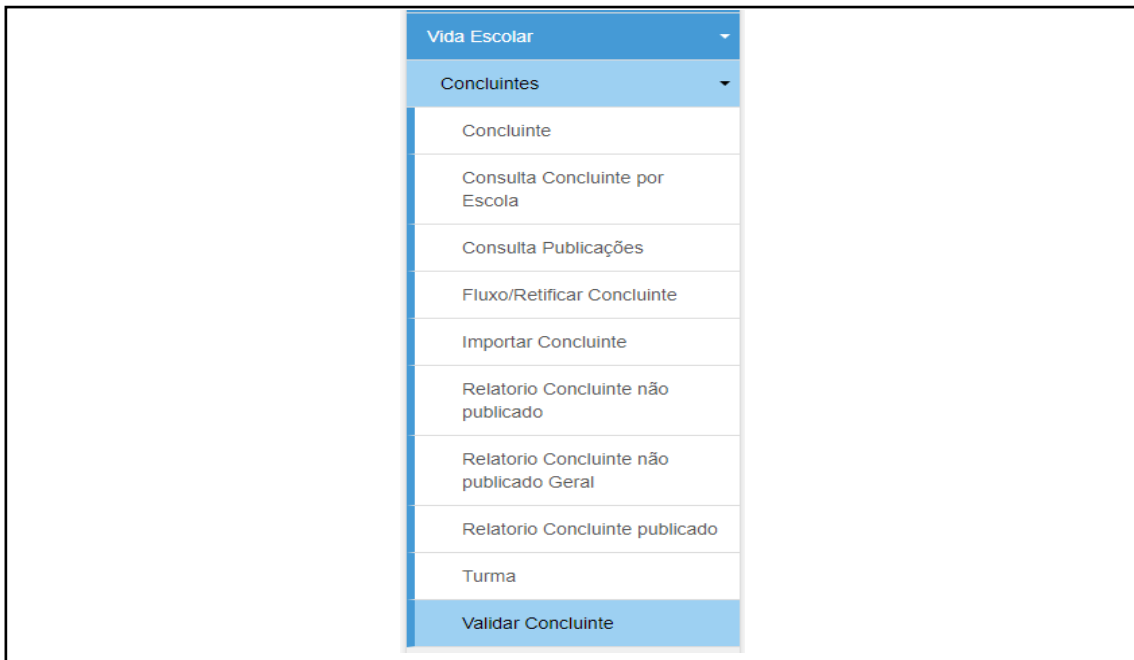 Vida Escolar
Concluintes
Concluinte
Consulta Concluinte por
Escola
Consulta Publicações
Fluxo/Retificar Concluinte
Importar Concluinte
Relatorio Concluinte não
publicado
Relatorio Concluinte não
publicado Geral
Relatorio Concluinte publicado
Turma
Validar Concluinte